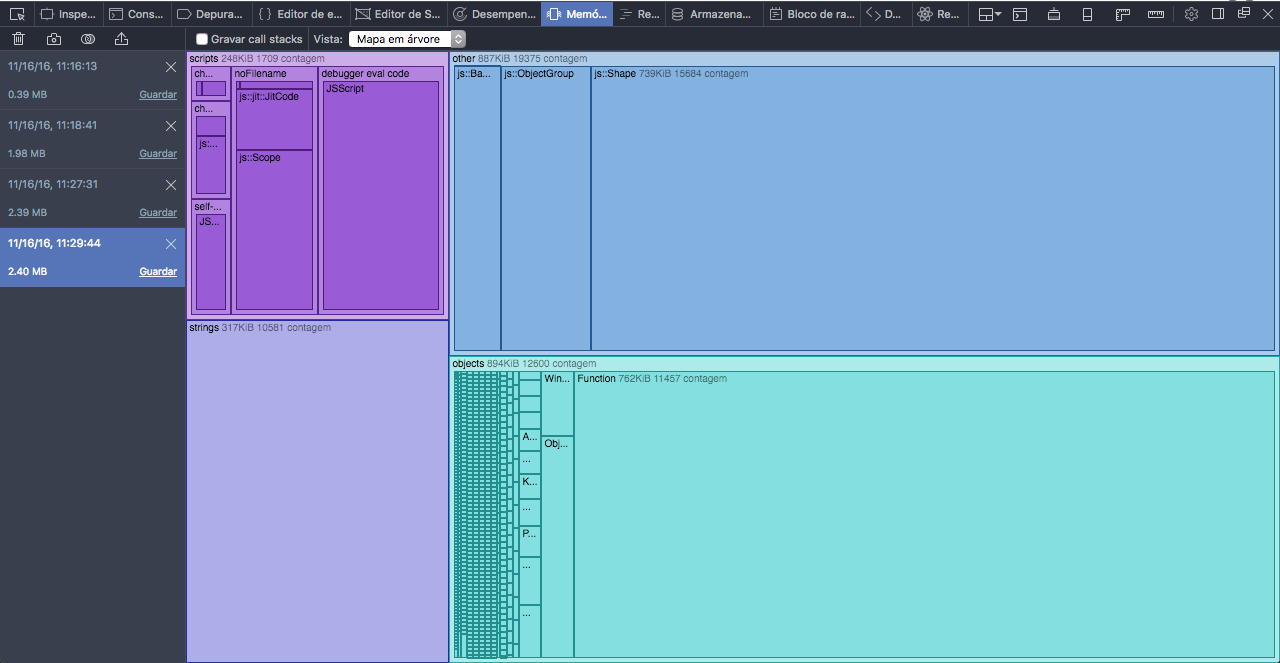 Inspe... Cons... Depura... Editor de e... Editor de S... Desempen... Memó... Re... Armazena... Bloco de ra... D... Re...
Gravar call stacks Vista: Mapa em árvore
11/16/16, 11:16:13
0.39 MB Guardar
11/16/16, 11:18:41
1.98 MB Guardar
11/16/16, 11:27:31
2.39 MB Guardar
11/16/16, 11:29:44
2.40 MB Guardar
scripts 248KiB 1709 contagem
ch...
ch...
js:...
self-...
JS...
noFilename
js::jit::JitCode
js::Scope
debugger eval code
JSScript
strings 317KiB 10581 contagem
other 887KiB 19375 contagem
js::Ba...
js::ObjectGroup
js::Shape 739KiB 15684 contagem
objects 894KiB 12600 contagem
A...
...
K...
...
P...
...
...
Win...
Obj...
Function 762KiB 11457 contagem